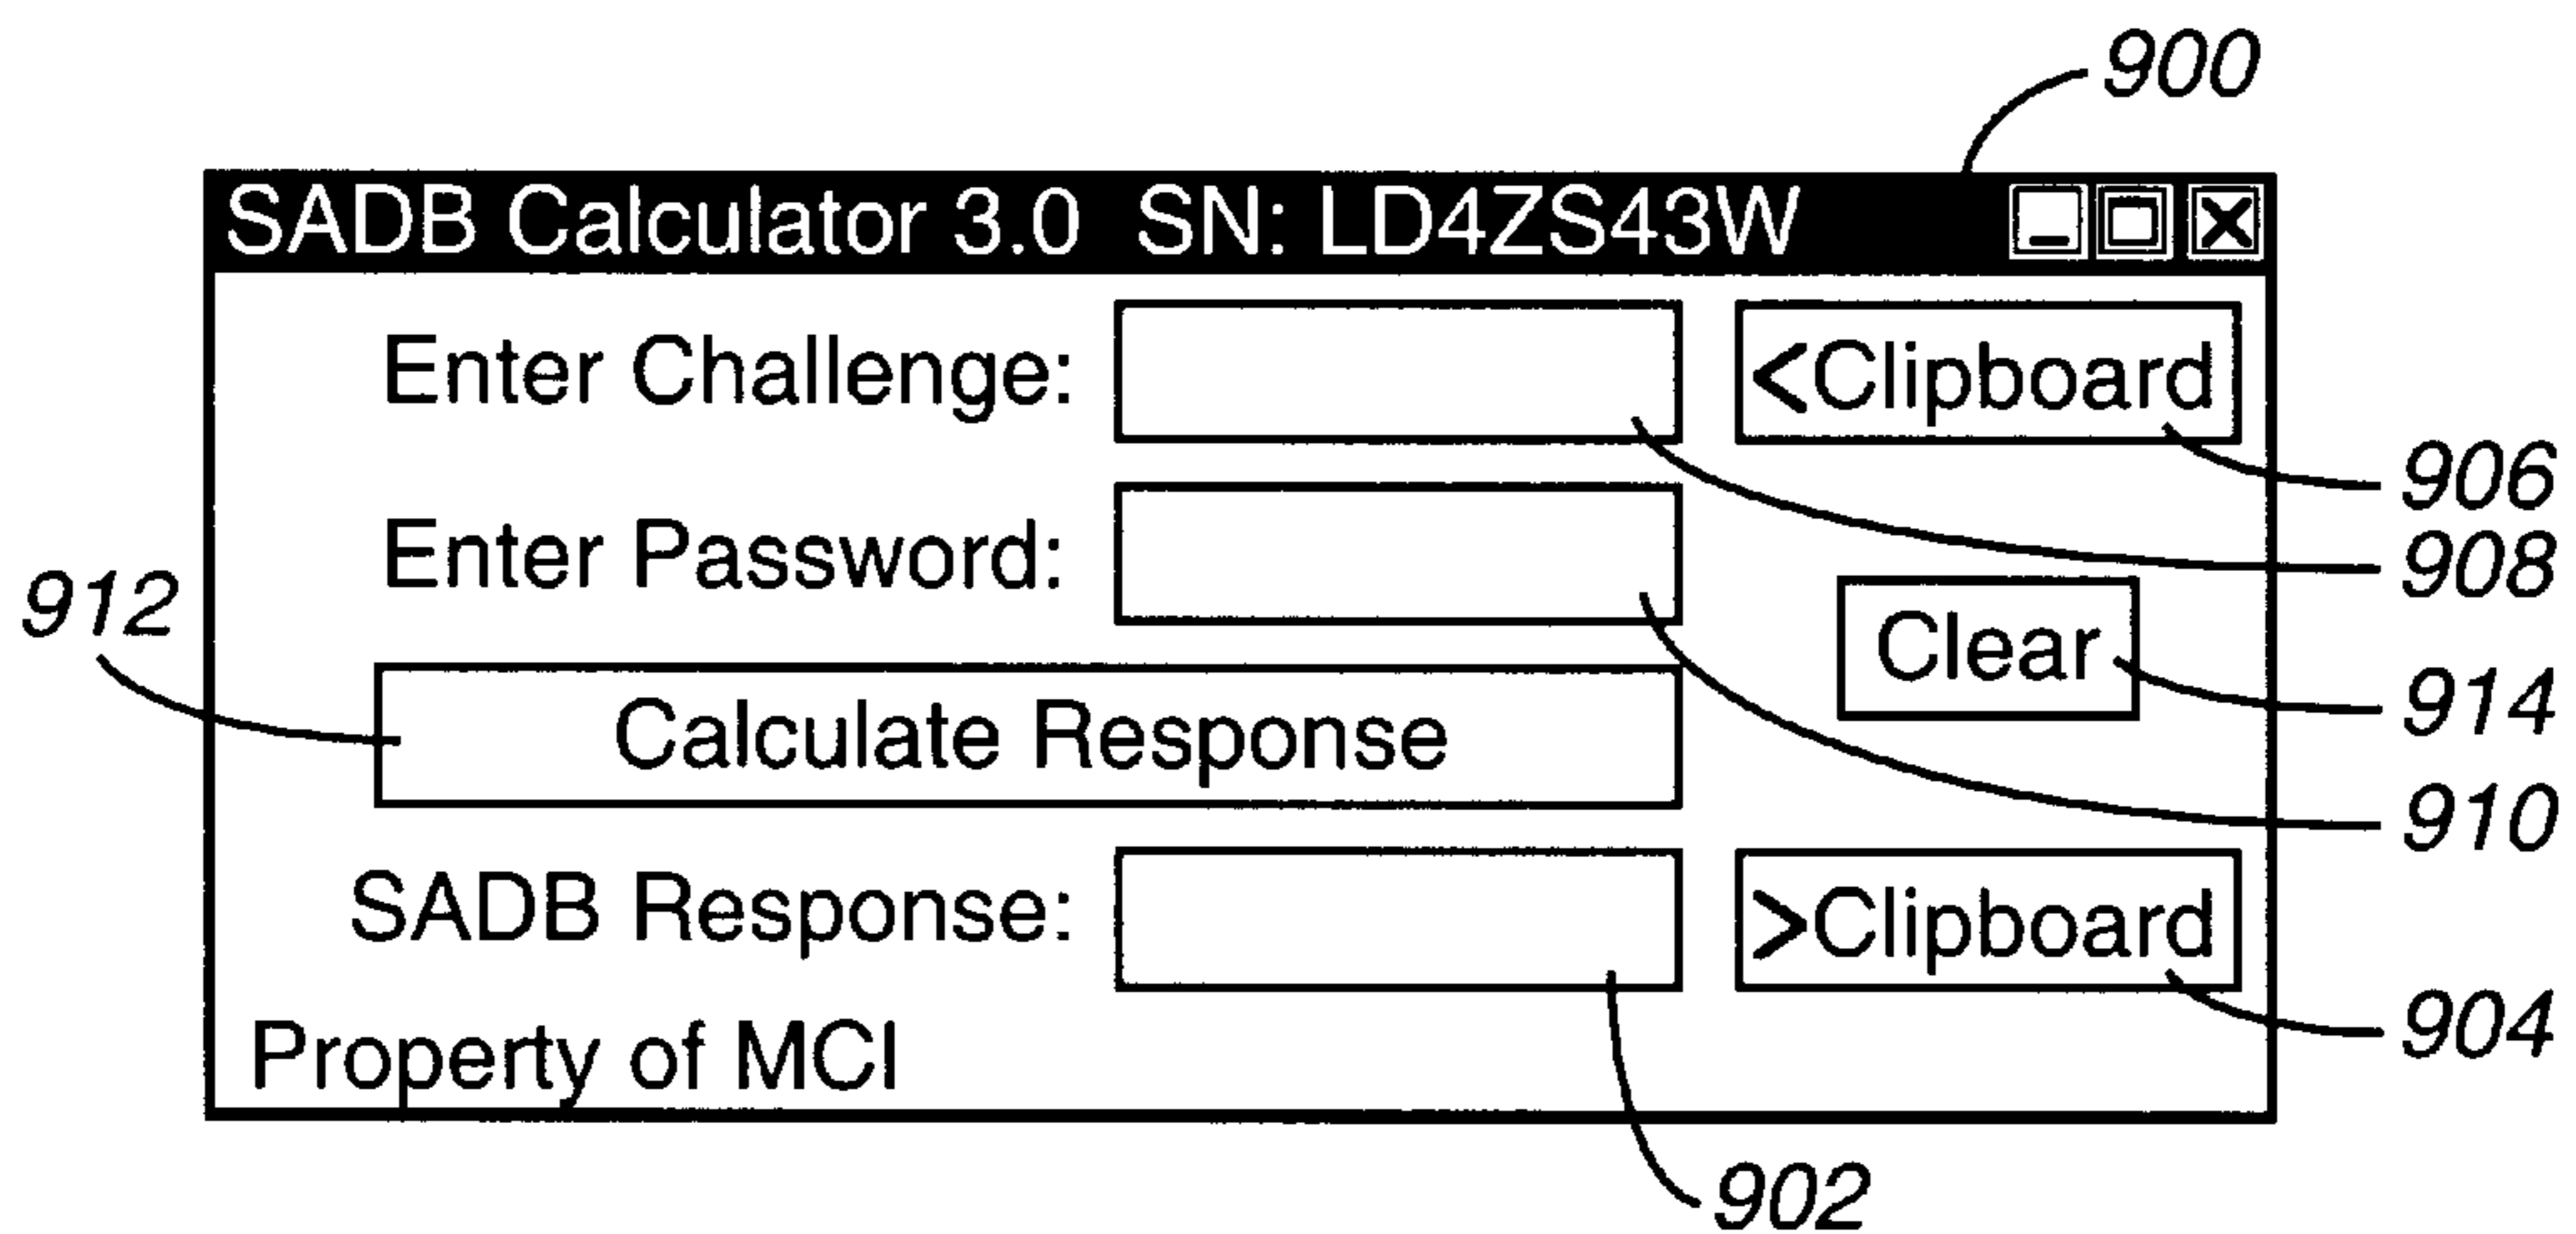 900
SADB Calculator 3.0 SN: LD4ZS43W
Enter Challenge:
<Clipboard
906
908
Enter Password:
912
Clear
914
Calculate Response
910
SADB Response:
>Clipboard
904
Property of MCI
902